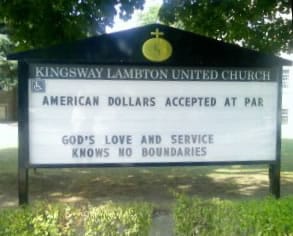 KINGSWAY LAMBTON UNITED CHURCH
AMERICAN DOLLARS ACCEPTED AT PAR
GOD'S LOVE AND SERVICE
KNOWS NO BOUNDARIES